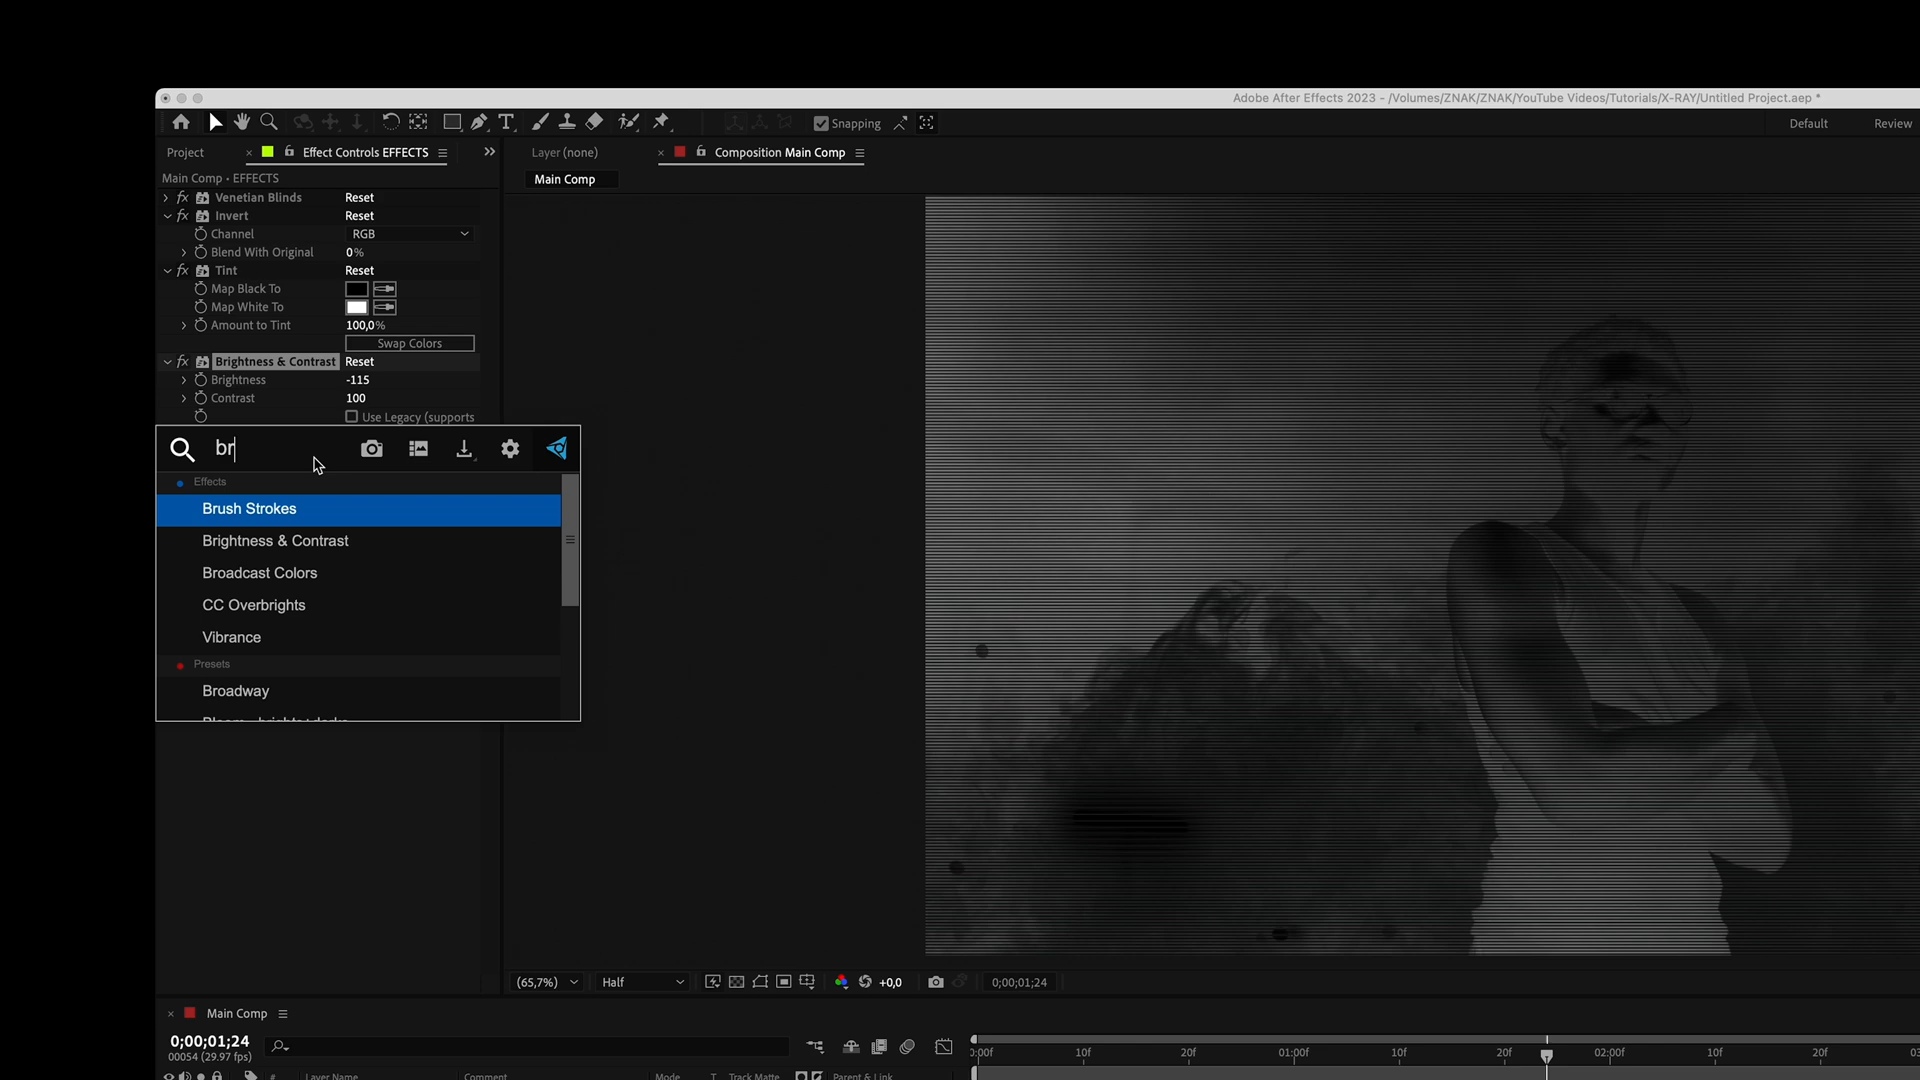 Adobe After Effects 2023 - /Volumes/ZNAK/ZNAK/YouTube Videos/Tutorials/X-RAY/Untitled Project.aep *
Snapping
Default
Review
Project
Effect Controls EFFECTS
Layer (none)
Composition Main Comp
Main Comp • EFFECTS
Main Comp
fx Venetian Blinds Reset
fx Invert Reset
Channel RGB
Blend With Original 0%
fx Tint Reset
Map Black To
Map White To
Amount to Tint 100,0%
Swap Colors
fx Brightness & Contrast Reset
Brightness -115
Contrast 100
Use Legacy (supports
br
Effects
Brush Strokes
Brightness & Contrast
Broadcast Colors
CC Overbrights
Vibrance
Presets
Broadway
(65,7%) Half +0,0 0;00;01;24
Main Comp
0;00;01;24
00054 (29.97 fps)
0:00f 10f 20f 01:00f 10f 20f 02:00f 10f 20f
# Layer Name Comment Mode T Track Matte Parent & Link